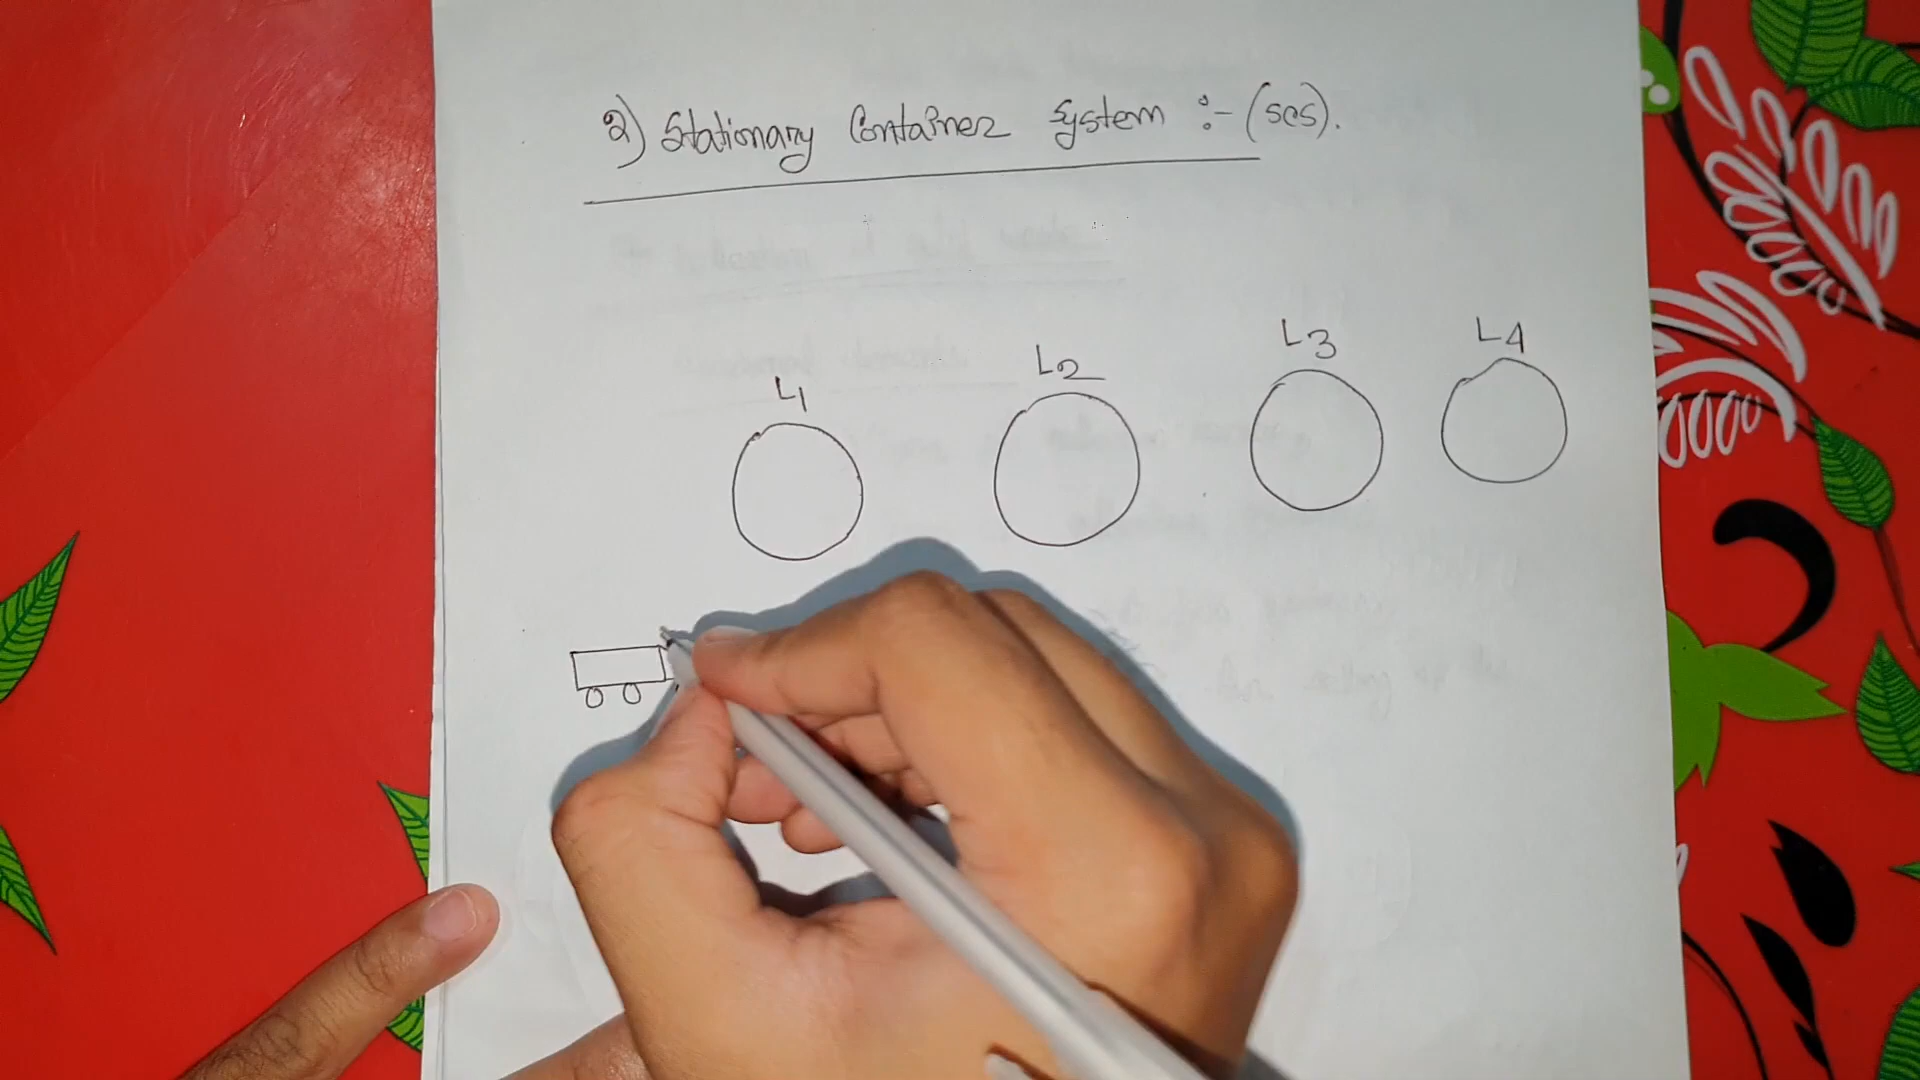 2) Stationary Container System :- (SCS).
L1 L2 L3 L4